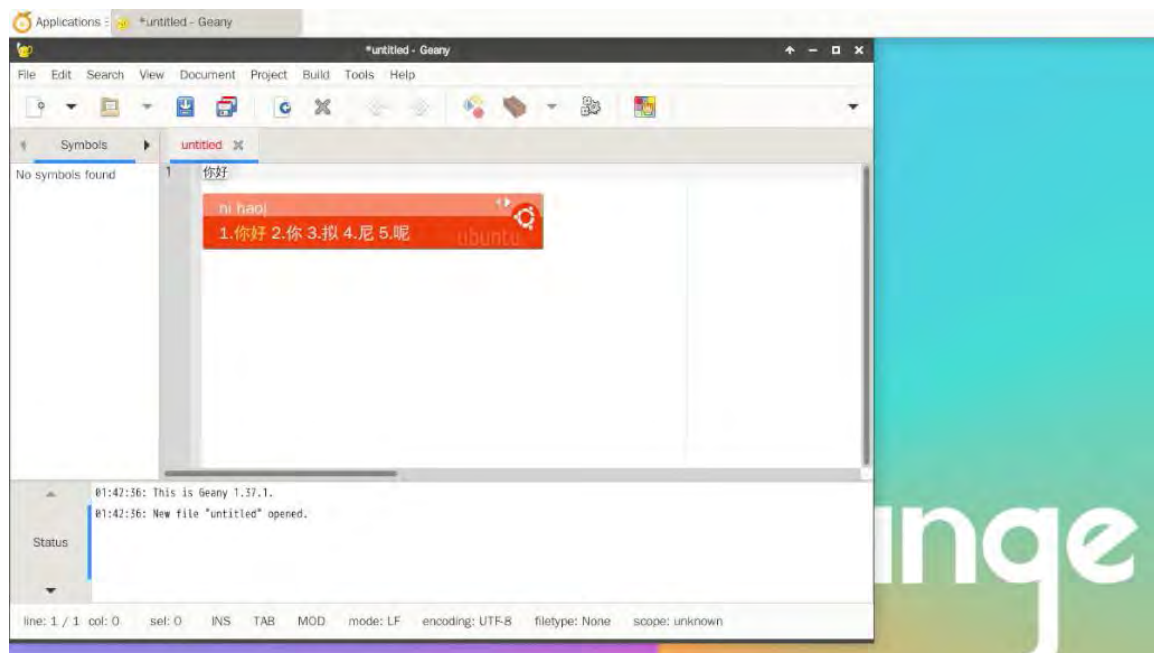 Applications *untitled - Geany
*untitled - Geany
File Edit Search View Document Project Build Tools Help
Symbols untitled
No symbols found 1 你好
ni hao
1.你好 2.你 3.拟 4.尼 5.呢 ubuntu
01:42:36: This is Geany 1.37.1.
01:42:36: New file "untitled" opened.
Status
line: 1 / 1 col: 0 sel: 0 INS TAB MOD mode: LF encoding: UTF-8 filetype: None scope: unknown
ange